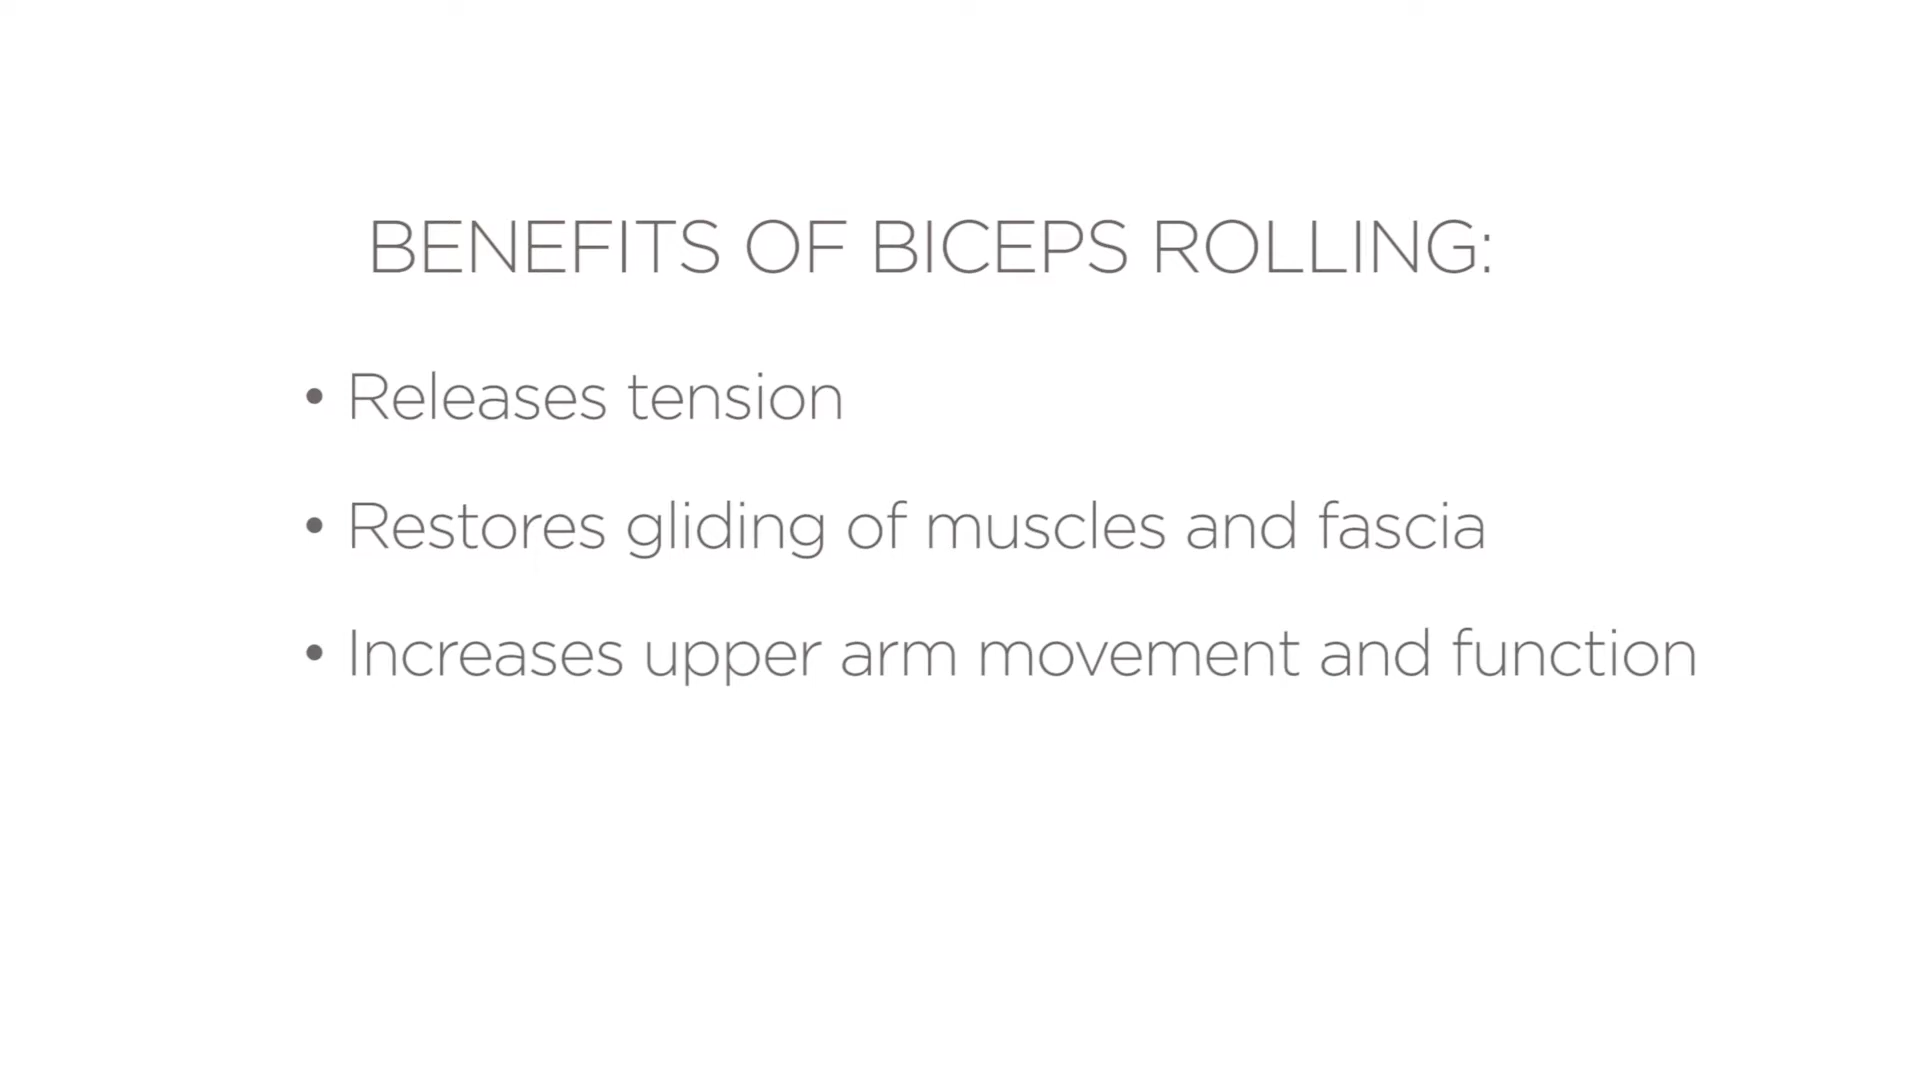 BENEFITS OF BICEPS ROLLING:
• Releases tension
• Restores gliding of muscles and fascia
• Increases upper arm movement and function